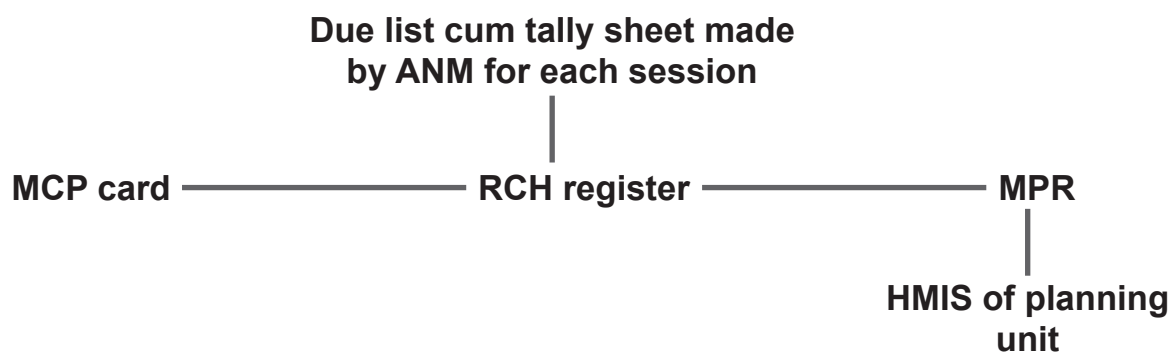 Due list cum tally sheet made
by ANM for each session
MCP card
RCH register
MPR
HMIS of planning
unit